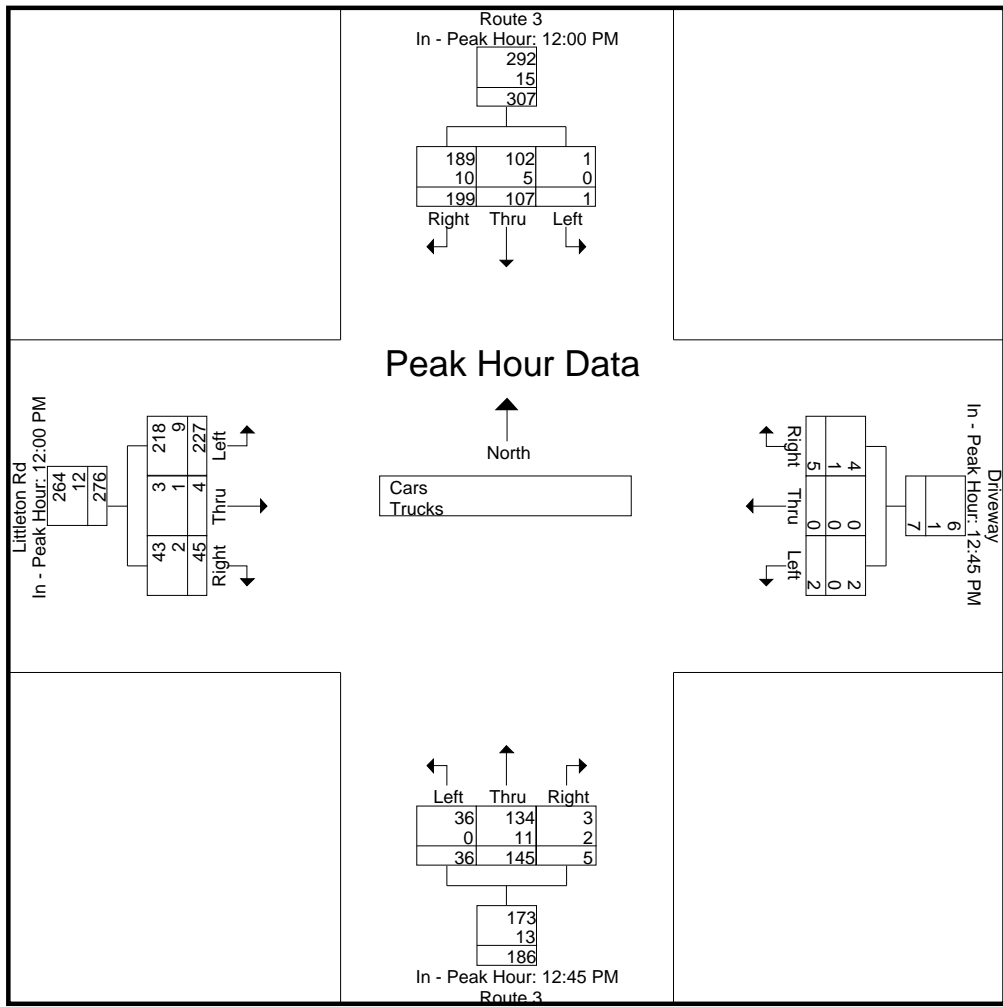 Route 3
In - Peak Hour: 12:00 PM
292
15
307
189 102 1
10 5 0
199 107 1
Right Thru Left
Peak Hour Data
North
Cars
Trucks
Littleton Rd
In - Peak Hour: 12:00 PM
264
12
276
218 3 43
9 1 2
227 4 45
Left Thru Right
Driveway
In - Peak Hour: 12:45 PM
6
1
7
4 0 2
1 0 0
5 0 2
Right Thru Left
Left Thru Right
36 134 3
0 11 2
36 145 5
173
13
186
In - Peak Hour: 12:45 PM
Route 3